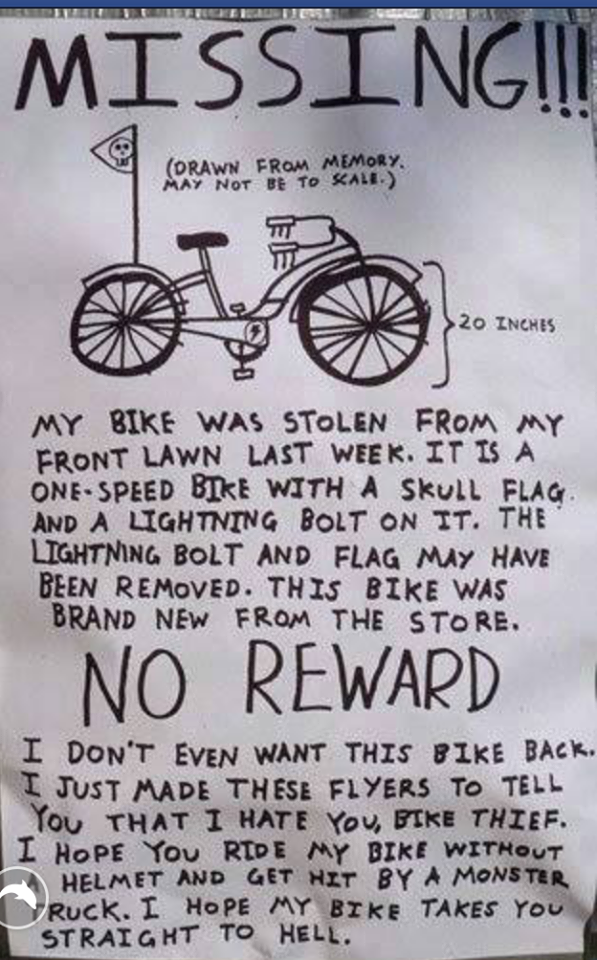 MISSING!!!
(DRAWN FROM MEMORY.
MAY NOT BE TO SCALE.)
20 INCHES
MY BIKE WAS STOLEN FROM MY
FRONT LAWN LAST WEEK. IT IS A
ONE-SPEED BIKE WITH A SKULL FLAG
AND A LIGHTNING BOLT ON IT. THE
LIGHTNING BOLT AND FLAG MAY HAVE
BEEN REMOVED. THIS BIKE WAS
BRAND NEW FROM THE STORE.
NO REWARD
I DON'T EVEN WANT THIS BIKE BACK.
I JUST MADE THESE FLYERS TO TELL
YOU THAT I HATE YOU, BIKE THIEF.
I HOPE YOU RIDE MY BIKE WITHOUT
A HELMET AND GET HIT BY A MONSTER
TRUCK. I HOPE MY BIKE TAKES YOU
STRAIGHT TO HELL.